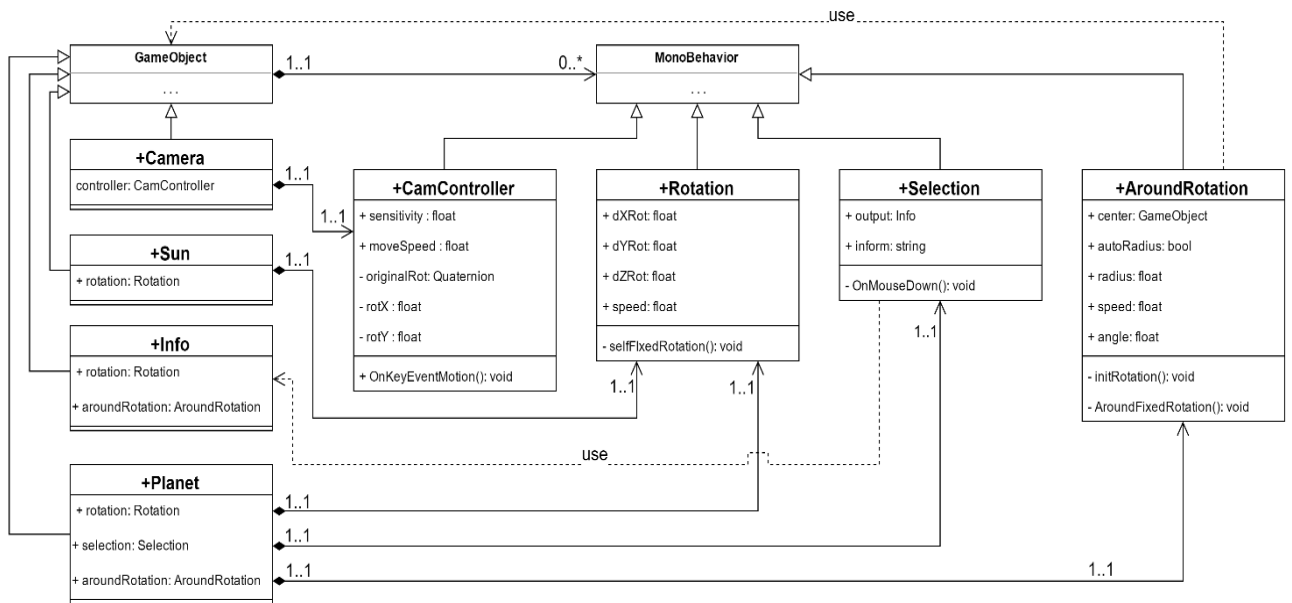 use
GameObject
...
1..1
0..*
MonoBehavior
...
+Camera
controller: CamController
1..1
1..1
+Sun
+ rotation: Rotation
1..1
+Info
+ rotation: Rotation
+ aroundRotation: AroundRotation
+Planet
+ rotation: Rotation
+ selection: Selection
+ aroundRotation: AroundRotation
1..1
1..1
1..1
+CamController
+ sensitivity : float
+ moveSpeed : float
- originalRot: Quaternion
- rotX : float
- rotY : float
+ OnKeyEventMotion(): void
+Rotation
+ dXRot: float
+ dYRot: float
+ dZRot: float
+ speed: float
- selfFIxedRotation(): void
1..1
1..1
+Selection
+ output: Info
+ inform: string
- OnMouseDown(): void
1..1
use
+AroundRotation
+ center: GameObject
+ autoRadius: bool
+ radius: float
+ speed: float
+ angle: float
- initRotation(): void
- AroundFixedRotation(): void
1..1